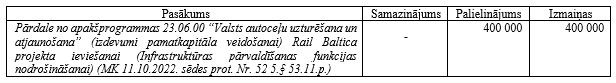 Pasākums Samazinājums Palielinājums Izmaiņas
Pārdale no apakšprogrammas 23.06.00 “Valsts autoceļu uzturēšana un - 400 000 400 000
atjaunošana” (izdevumi pamatkapitāla veidošanai) Rail Baltica
projekta ieviešanai (Infrastruktūras pārvaldīšanas funkcijas
nodrošināšanai) (MK 11.10.2022. sēdes prot. Nr. 52 5.§ 53.11.p.)